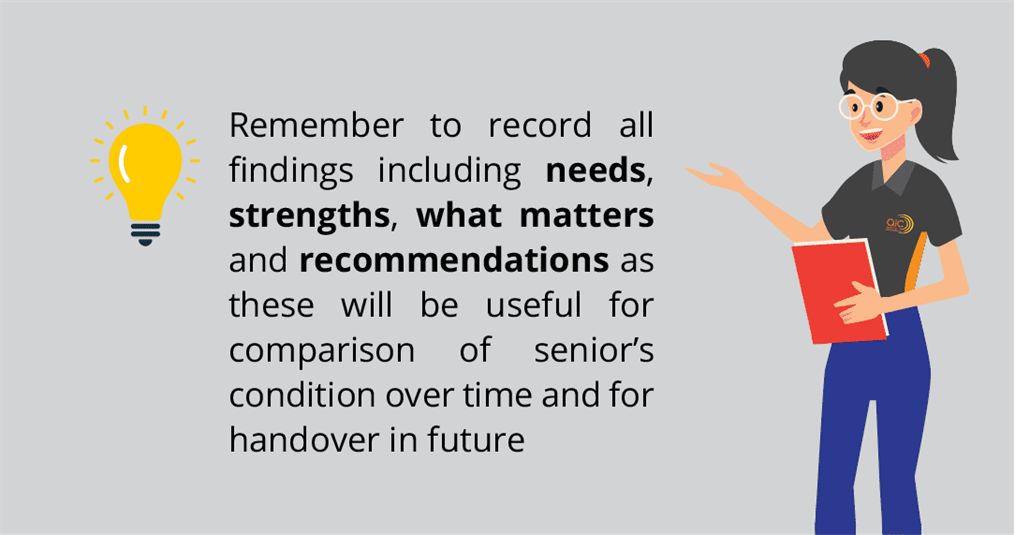 Remember to record all
findings including needs,
strengths, what matters
and recommendations as
these will be useful for
comparison of senior’s
condition over time and for
handover in future
aic